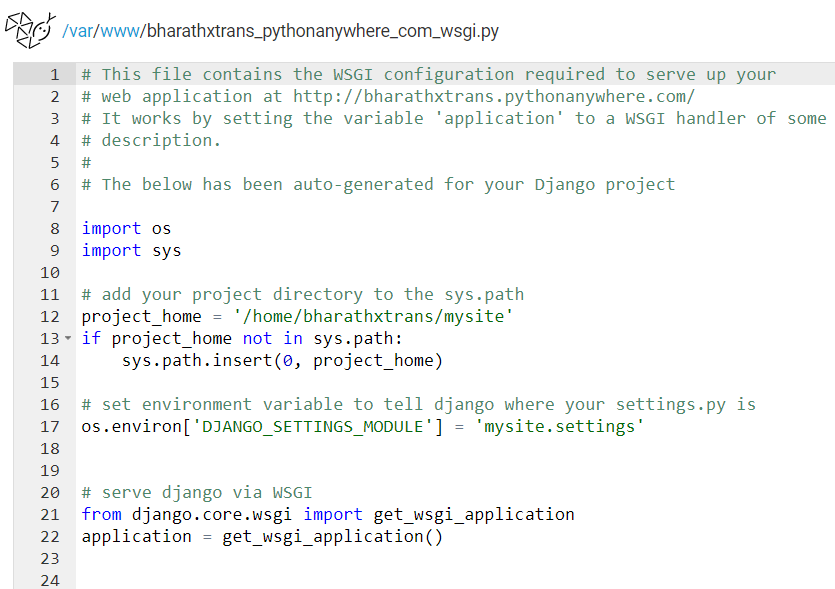 /var/www/bharathxtrans_pythonanywhere_com_wsgi.py
1 # This file contains the WSGI configuration required to serve up your
2 # web application at http://bharathxtrans.pythonanywhere.com/
3 # It works by setting the variable 'application' to a WSGI handler of some
4 # description.
5 #
6 # The below has been auto-generated for your Django project
7
8 import os
9 import sys
10
11 # add your project directory to the sys.path
12 project_home = '/home/bharathxtrans/mysite'
13 if project_home not in sys.path:
14     sys.path.insert(0, project_home)
15
16 # set environment variable to tell django where your settings.py is
17 os.environ['DJANGO_SETTINGS_MODULE'] = 'mysite.settings'
18
19
20 # serve django via WSGI
21 from django.core.wsgi import get_wsgi_application
22 application = get_wsgi_application()
23
24